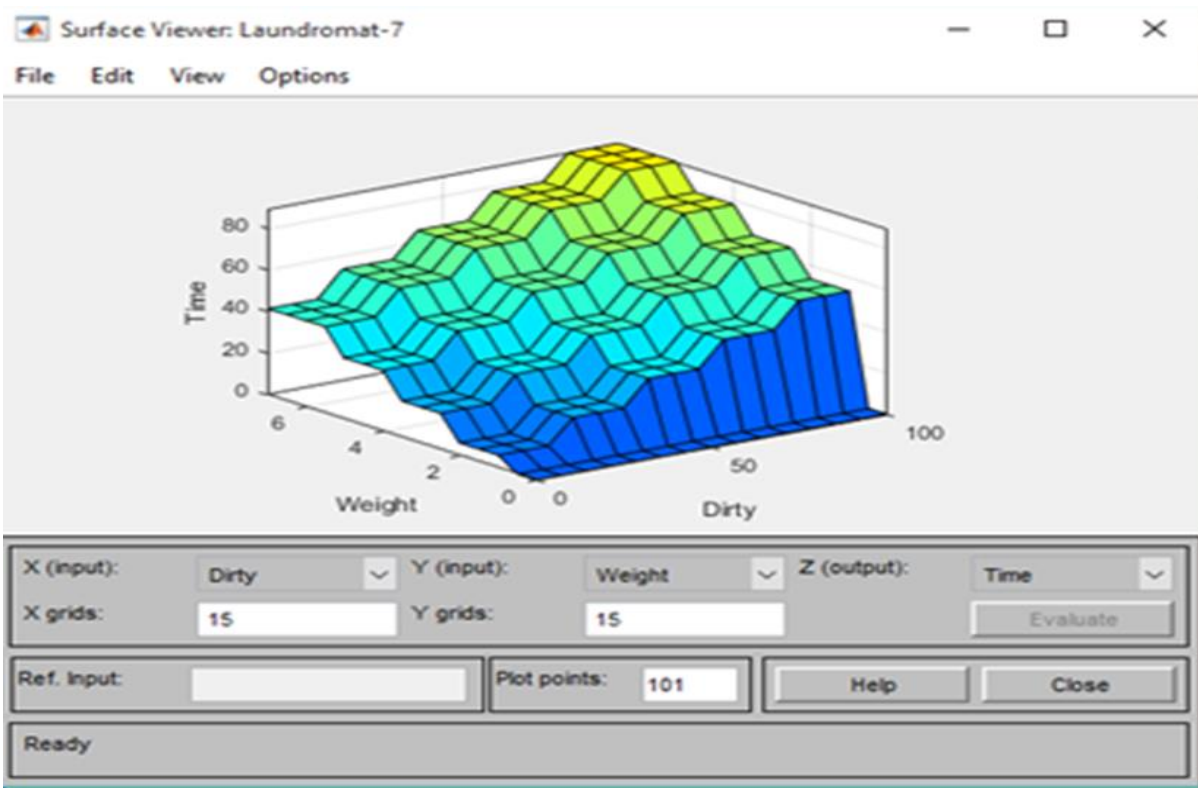 Surface Viewer: Laundromat-7
File Edit View Options
80
60
40
20
0
Time
6
4
2
0
Weight
0
50
100
Dirty
X (input): Dirty Y (input): Weight Z (output): Time
X grids: 15 Y grids: 15 Evaluate
Ref. Input: Plot points: 101 Help Close
Ready